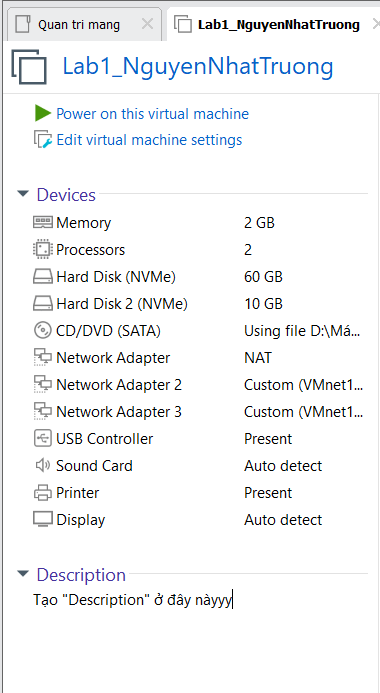 Quan tri mang
Lab1_NguyenNhatTruong
Lab1_NguyenNhatTruong
Power on this virtual machine
Edit virtual machine settings
Devices
Memory 2 GB
Processors 2
Hard Disk (NVMe) 60 GB
Hard Disk 2 (NVMe) 10 GB
CD/DVD (SATA) Using file D:\Má...
Network Adapter NAT
Network Adapter 2 Custom (VMnet1...
Network Adapter 3 Custom (VMnet1...
USB Controller Present
Sound Card Auto detect
Printer Present
Display Auto detect
Description
Tạo "Description" ở đây nàyyy